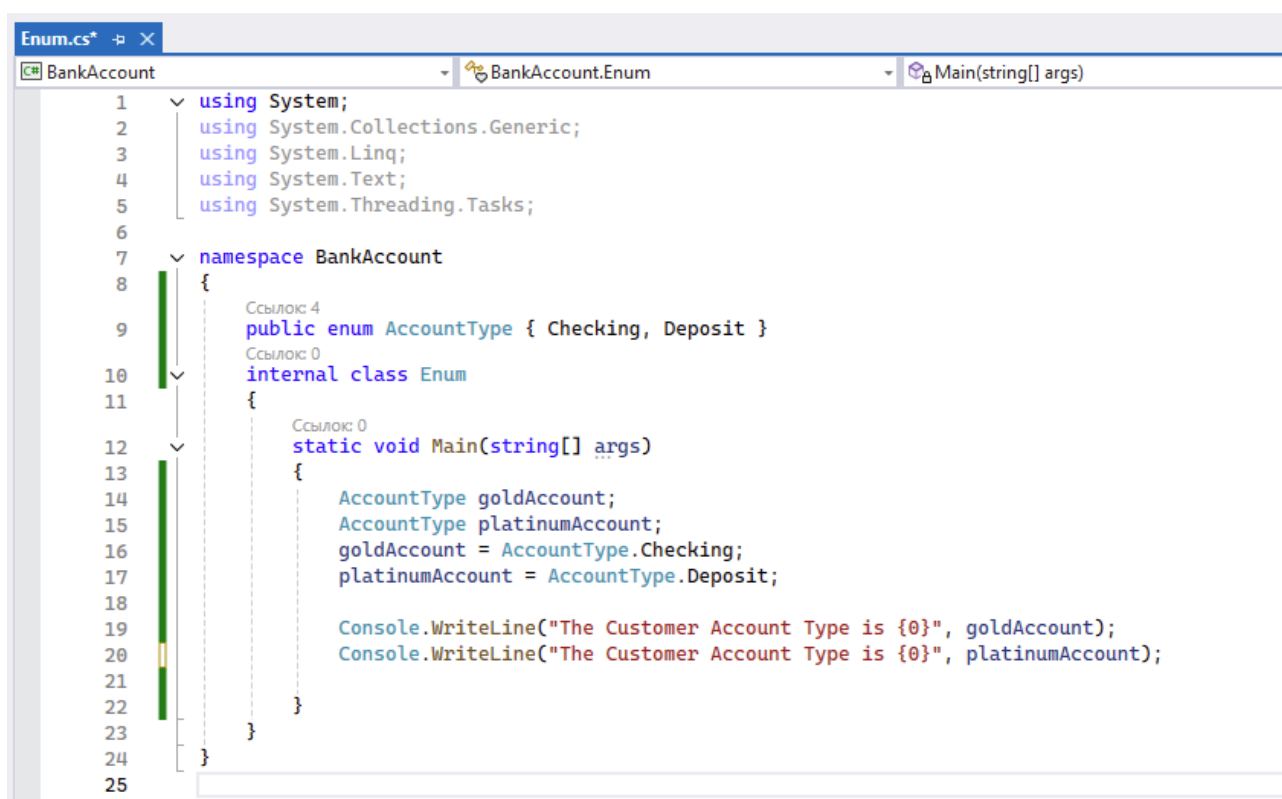 Enum.cs*
BankAccount BankAccount.Enum Main(string[] args)
1 using System;
2 using System.Collections.Generic;
3 using System.Linq;
4 using System.Text;
5 using System.Threading.Tasks;
6
7 namespace BankAccount
8 {
Ссылок: 4
9 public enum AccountType { Checking, Deposit }
Ссылок: 0
10 internal class Enum
11 {
Ссылок: 0
12 static void Main(string[] args)
13 {
14 AccountType goldAccount;
15 AccountType platinumAccount;
16 goldAccount = AccountType.Checking;
17 platinumAccount = AccountType.Deposit;
18
19 Console.WriteLine("The Customer Account Type is {0}", goldAccount);
20 Console.WriteLine("The Customer Account Type is {0}", platinumAccount);
21
22 }
23 }
24 }
25